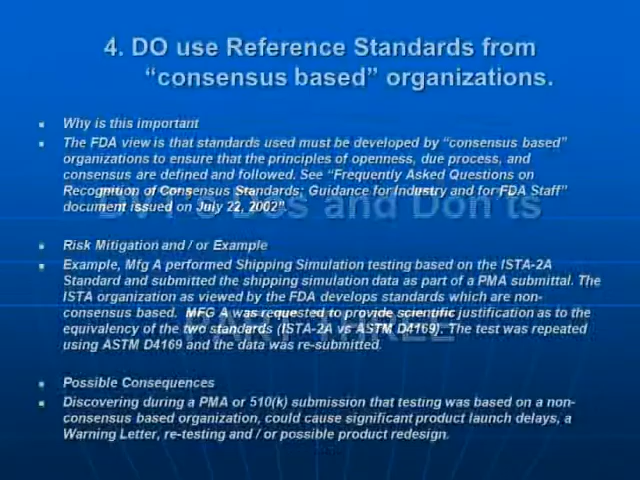 4. DO use Reference Standards from
“consensus based” organizations.
Why is this important
The FDA view is that standards used must be developed by “consensus based”
organizations to ensure that the principles of openness, due process, and
consensus are defined and followed. See “Frequently Asked Questions on
Recognition of Consensus Standards: Guidance for Industry and for FDA Staff”
document issued on July 22, 2002”.
Dos and Don'ts
Risk Mitigation and / or Example
Example, Mfg A performed Shipping Simulation testing based on the ISTA-2A
Standard and submitted the shipping simulation data as part of a PMA submittal. The
ISTA organization as viewed by the FDA develops standards which are non-
consensus based. MFG A was requested to provide scientific justification as to the
equivalency of the two standards (ISTA-2A vs ASTM D4169). The test was repeated
using ASTM D4169 and the data was re-submitted.
PART THREE
Possible Consequences
Discovering during a PMA or 510(k) submission that testing was based on a non-
consensus based organization, could cause significant product launch delays, a
Warning Letter, re-testing and / or possible product redesign.